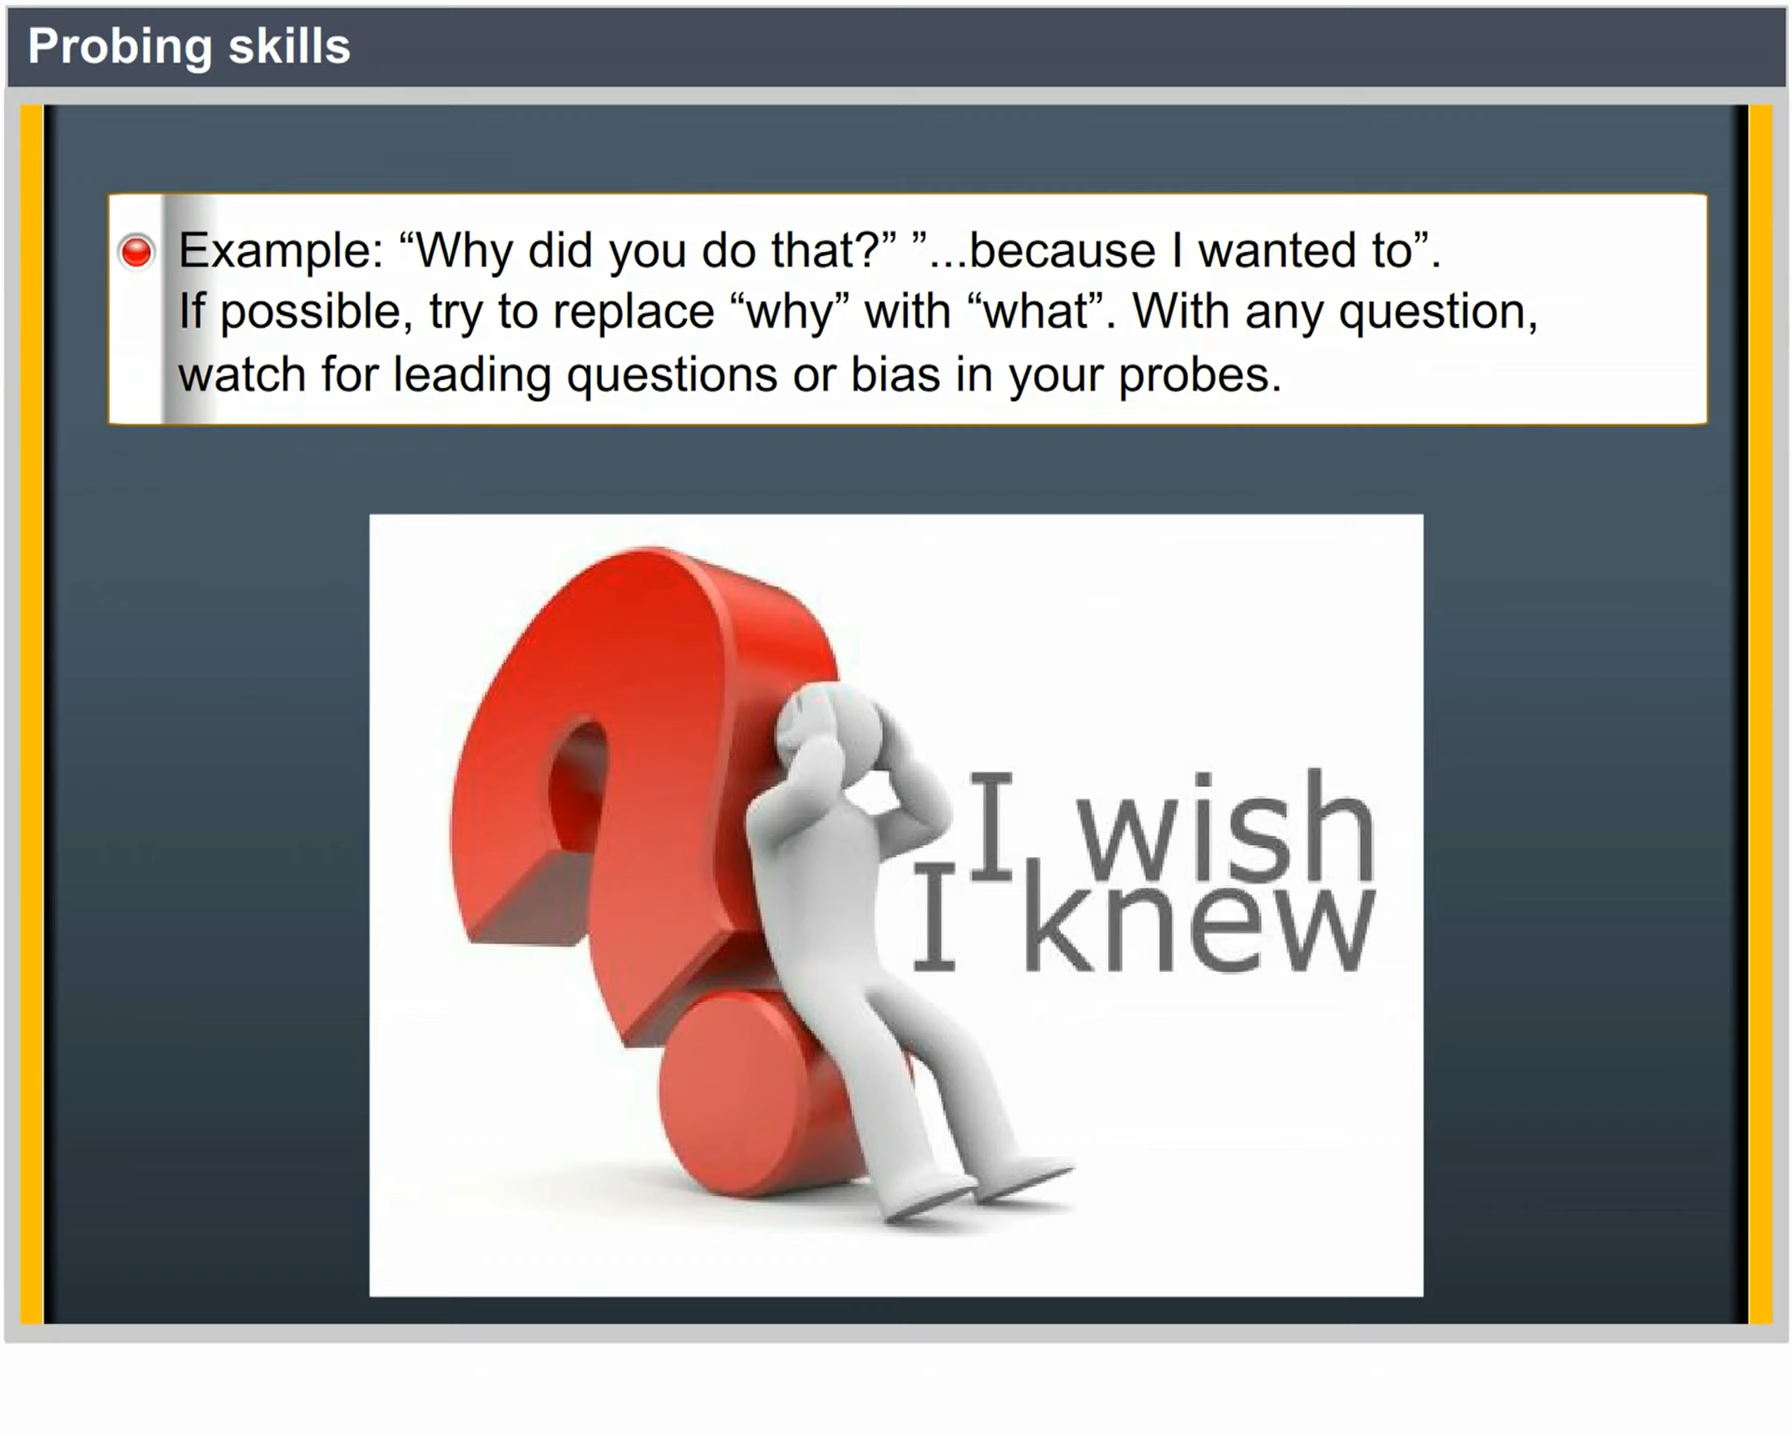 Probing skills
Example: “Why did you do that?” ”...because I wanted to”.
If possible, try to replace “why” with “what”. With any question,
watch for leading questions or bias in your probes.
I wish
I knew